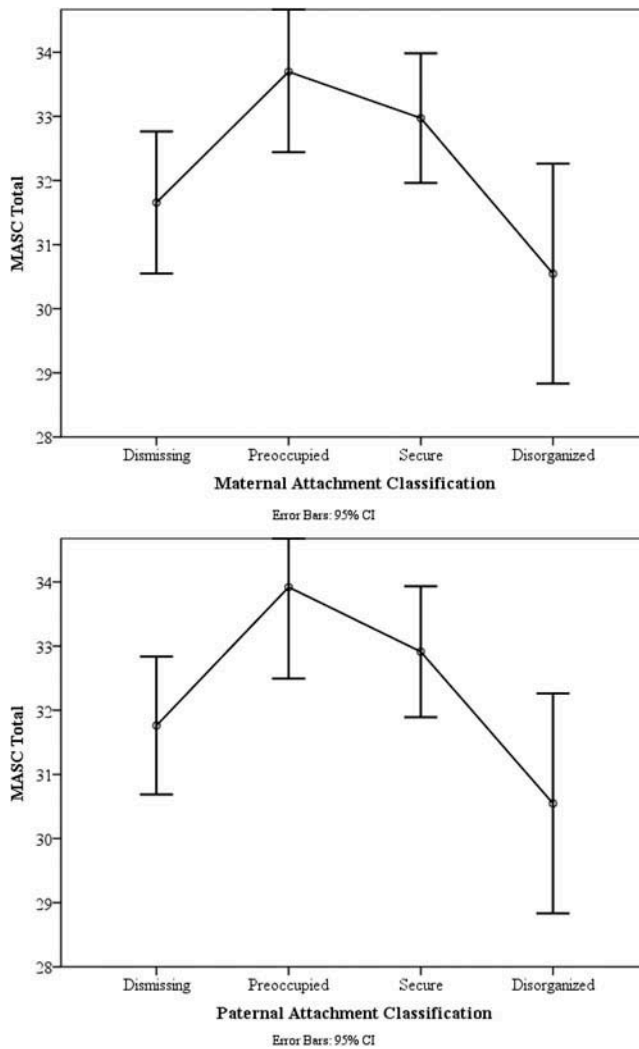 34
33
32
31
30
29
28
MASC Total
Dismissing Preoccupied Secure Disorganized
Maternal Attachment Classification
Error Bars: 95% CI
34
33
32
31
30
29
28
MASC Total
Dismissing Preoccupied Secure Disorganized
Paternal Attachment Classification
Error Bars: 95% CI